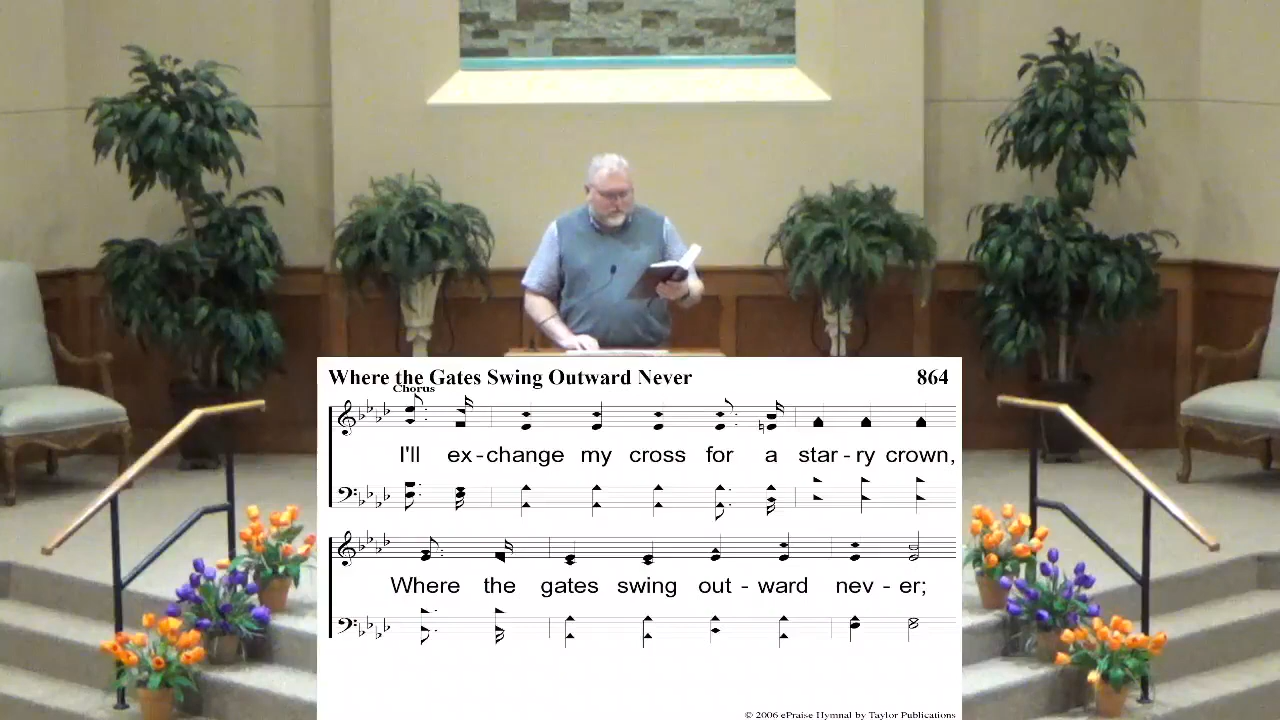 Where the Gates Swing Outward Never 864
Chorus
I'll ex-change my cross for a star-ry crown,
Where the gates swing out-ward nev-er;
© 2006 ePraise Hymnal by Taylor Publications